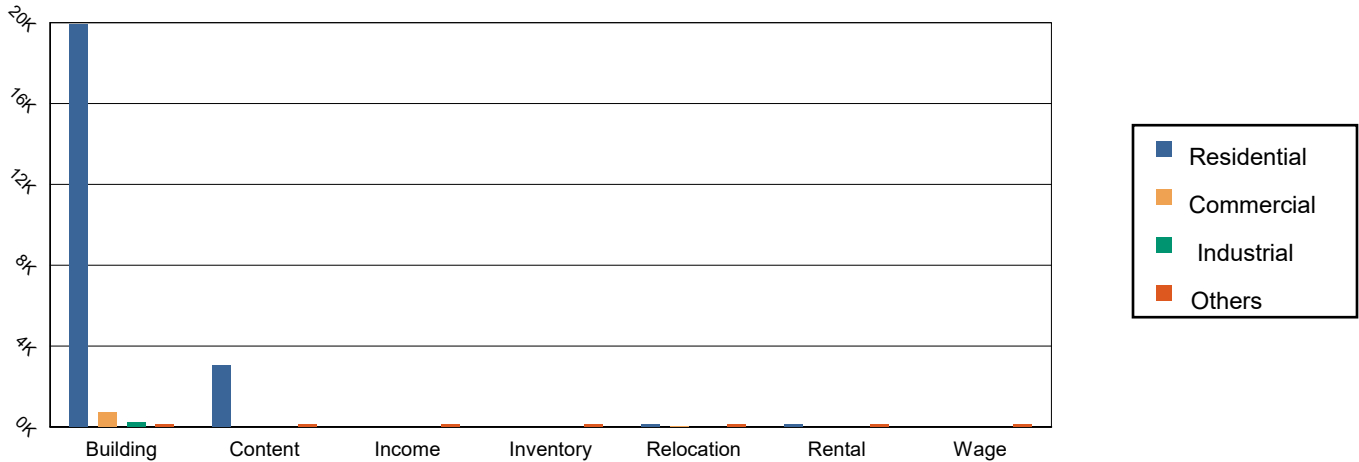 20K
16K
12K
8K
4K
0K
Building Content Income Inventory Relocation Rental Wage
Residential
Commercial
Industrial
Others